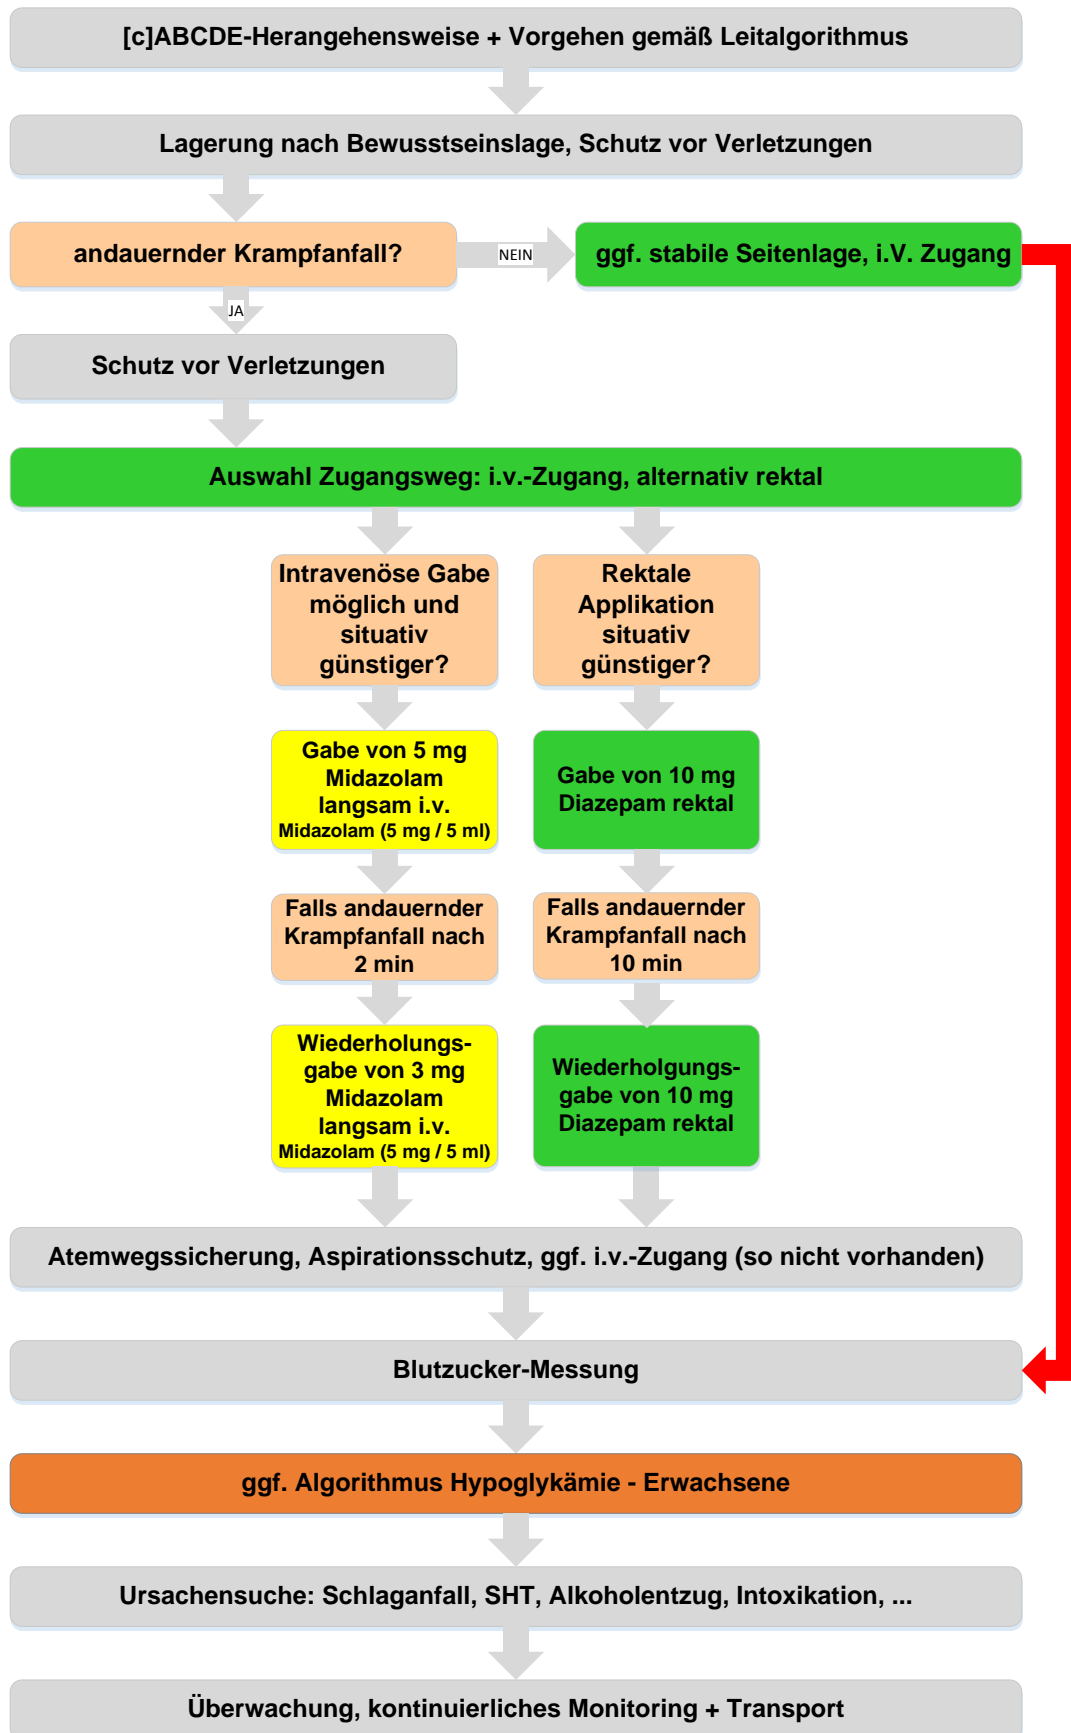 [c]ABCDE-Herangehensweise + Vorgehen gemäß Leitalgorithmus
Lagerung nach Bewusstseinslage, Schutz vor Verletzungen
andauernder Krampfanfall?
NEIN
ggf. stabile Seitenlage, i.V. Zugang
JA
Schutz vor Verletzungen
Auswahl Zugangsweg: i.v.-Zugang, alternativ rektal
Intravenöse Gabe
möglich und
situativ
günstiger?
Rektale
Applikation
situativ
günstiger?
Gabe von 5 mg
Midazolam
langsam i.v.
Midazolam (5 mg / 5 ml)
Gabe von 10 mg
Diazepam rektal
Falls andauernder
Krampfanfall nach
2 min
Falls andauernder
Krampfanfall nach
10 min
Wiederholungs-
gabe von 3 mg
Midazolam
langsam i.v.
Midazolam (5 mg / 5 ml)
Wiederholgungs-
gabe von 10 mg
Diazepam rektal
Atemwegssicherung, Aspirationsschutz, ggf. i.v.-Zugang (so nicht vorhanden)
Blutzucker-Messung
ggf. Algorithmus Hypoglykämie - Erwachsene
Ursachensuche: Schlaganfall, SHT, Alkoholentzug, Intoxikation, ...
Überwachung, kontinuierliches Monitoring + Transport